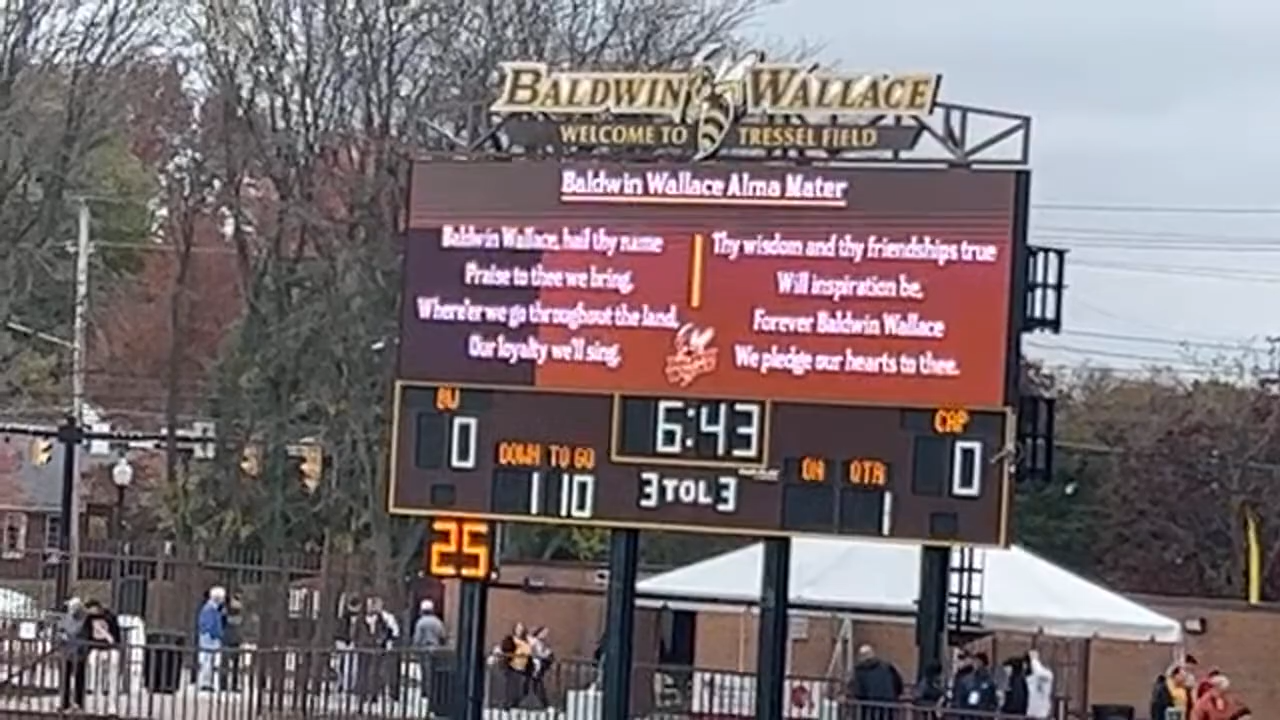 BALDWIN WALLACE
WELCOME TO TRESSEL FIELD
Baldwin Wallace Alma Mater
Baldwin Wallace, hail thy name
Praise to thee we bring,
Where'er we go throughout the land,
Our loyalty we'll sing.
Thy wisdom and thy friendships true
Will inspiration be,
Forever Baldwin Wallace
We pledge our hearts to thee.
BW 6:43 CAP
0 0
DOWN TO GO ON QTR
1 10 3 TOL 3 1
25